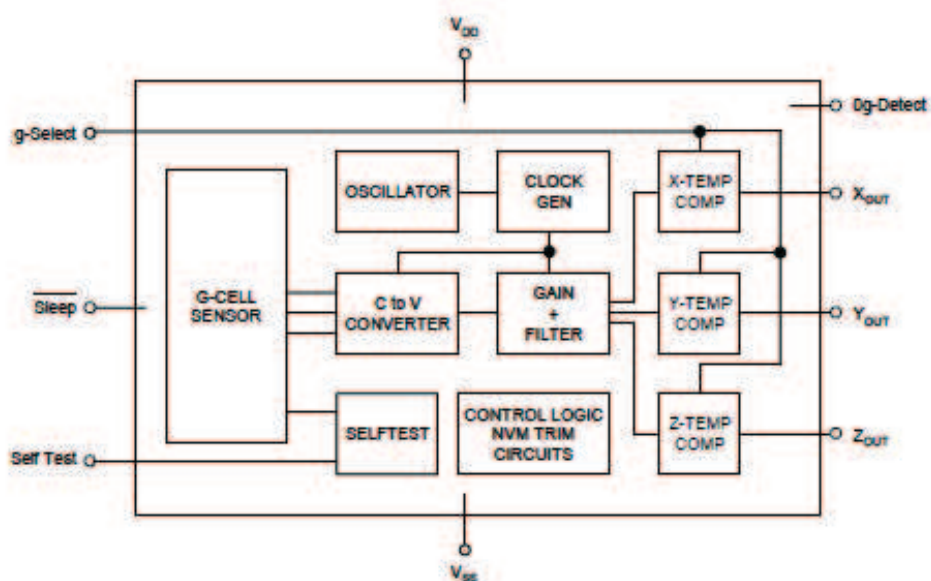 VDD
0g-Detect
g-Select
OSCILLATOR
CLOCK
GEN
X-TEMP
COMP
XOUT
G-CELL
SENSOR
Sleep
C to V
CONVERTER
GAIN
+
FILTER
Y-TEMP
COMP
YOUT
SELFTEST
CONTROL LOGIC
NVM TRIM
CIRCUITS
Z-TEMP
COMP
ZOUT
Self Test
VSS